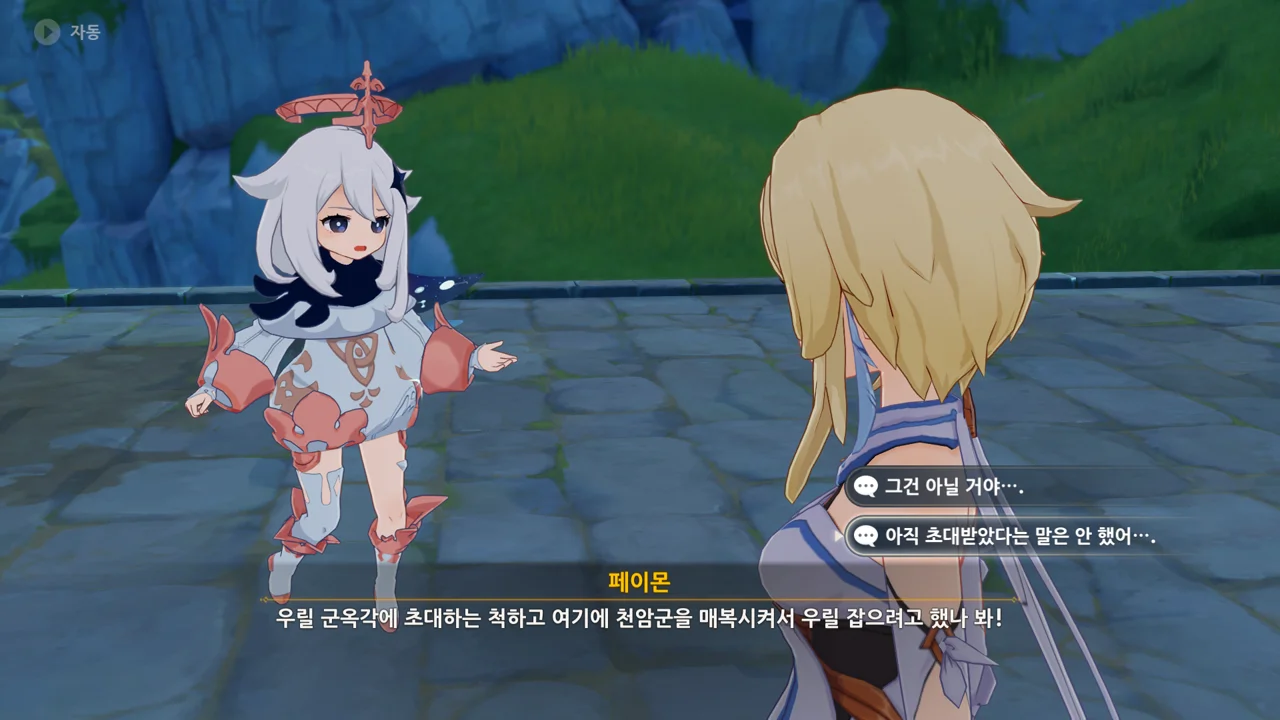 자동
그건 아닐 거야….
아직 초대받았다는 말은 안 했어….
페이몬
우릴 군옥각에 초대하는 척하고 여기에 천암군을 매복시켜서 우릴 잡으려고 했나 봐!